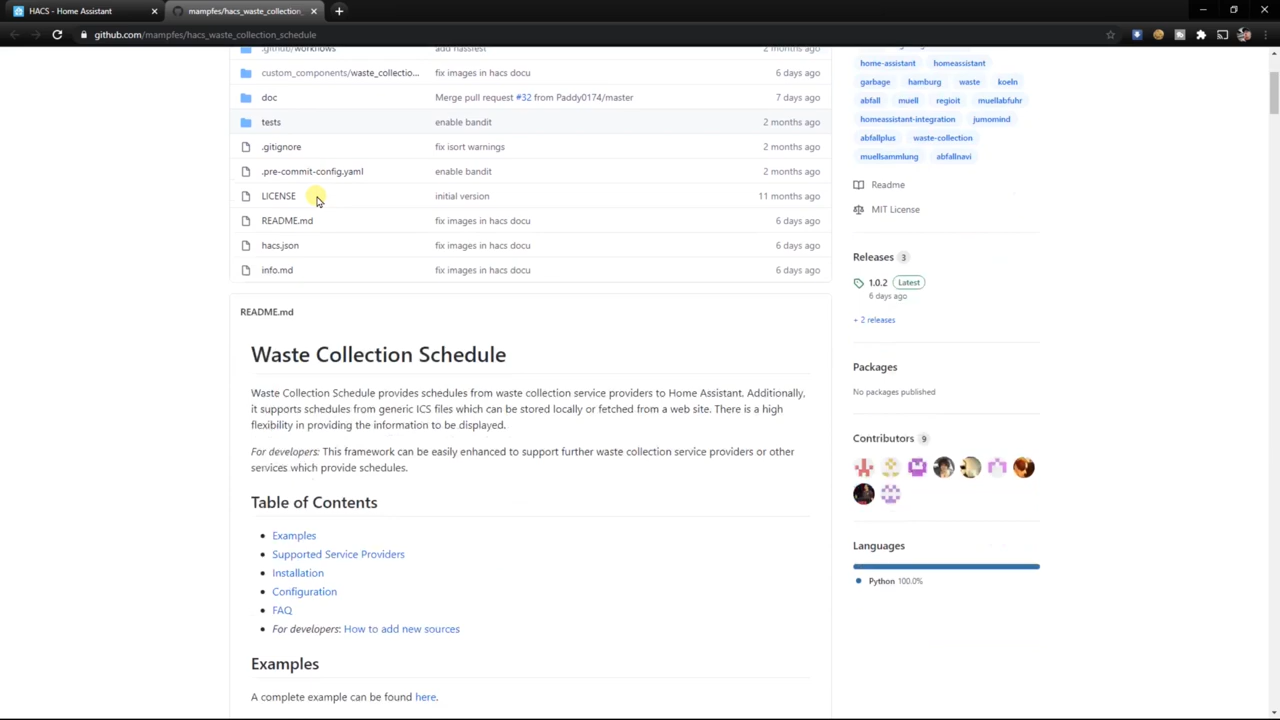 HACS - Home Assistant
mampfes/hacs_waste_collection_
github.com/mampfes/hacs_waste_collection_schedule
.github/workflows add hassfest 2 months ago
custom_components/waste_collectio... fix images in hacs docu 6 days ago
doc Merge pull request #32 from Paddy0174/master 7 days ago
tests enable bandit 2 months ago
.gitignore fix isort warnings 2 months ago
.pre-commit-config.yaml enable bandit 2 months ago
LICENSE initial version 11 months ago
README.md fix images in hacs docu 6 days ago
hacs.json fix images in hacs docu 6 days ago
info.md fix images in hacs docu 6 days ago
README.md
Waste Collection Schedule
Waste Collection Schedule provides schedules from waste collection service providers to Home Assistant. Additionally,
it supports schedules from generic ICS files which can be stored locally or fetched from a web site. There is a high
flexibility in providing the information to be displayed.
For developers: This framework can be easily enhanced to support further waste collection service providers or other
services which provide schedules.
Table of Contents
Examples
Supported Service Providers
Installation
Configuration
FAQ
For developers: How to add new sources
Examples
A complete example can be found here.
home-assistant homeassistant
garbage hamburg waste koeln
abfall muell regioit muellabfuhr
homeassistant-integration jumomind
abfallplus waste-collection
muellsammlung abfallnavi
Readme
MIT License
Releases 3
1.0.2 Latest
6 days ago
+ 2 releases
Packages
No packages published
Contributors 9
Languages
Python 100.0%